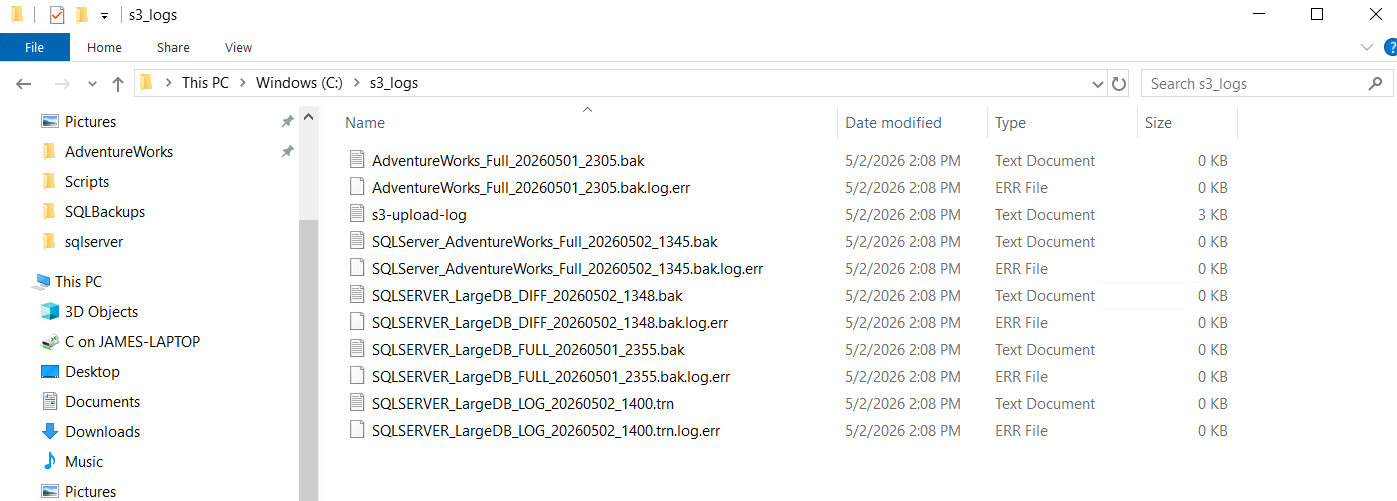 s3_logs
File Home Share View
This PC Windows (C:) s3_logs
Search s3_logs
Pictures
AdventureWorks
Scripts
SQLBackups
sqlserver
This PC
3D Objects
C on JAMES-LAPTOP
Desktop
Documents
Downloads
Music
Pictures
Name Date modified Type Size
AdventureWorks_Full_20260501_2305.bak 5/2/2026 2:08 PM Text Document 0 KB
AdventureWorks_Full_20260501_2305.bak.log.err 5/2/2026 2:08 PM ERR File 0 KB
s3-upload-log 5/2/2026 2:08 PM Text Document 3 KB
SQLServer_AdventureWorks_Full_20260502_1345.bak 5/2/2026 2:08 PM Text Document 0 KB
SQLServer_AdventureWorks_Full_20260502_1345.bak.log.err 5/2/2026 2:08 PM ERR File 0 KB
SQLSERVER_LargeDB_DIFF_20260502_1348.bak 5/2/2026 2:08 PM Text Document 0 KB
SQLSERVER_LargeDB_DIFF_20260502_1348.bak.log.err 5/2/2026 2:08 PM ERR File 0 KB
SQLSERVER_LargeDB_FULL_20260501_2355.bak 5/2/2026 2:08 PM Text Document 0 KB
SQLSERVER_LargeDB_FULL_20260501_2355.bak.log.err 5/2/2026 2:08 PM ERR File 0 KB
SQLSERVER_LargeDB_LOG_20260502_1400.trn 5/2/2026 2:08 PM Text Document 0 KB
SQLSERVER_LargeDB_LOG_20260502_1400.trn.log.err 5/2/2026 2:08 PM ERR File 0 KB